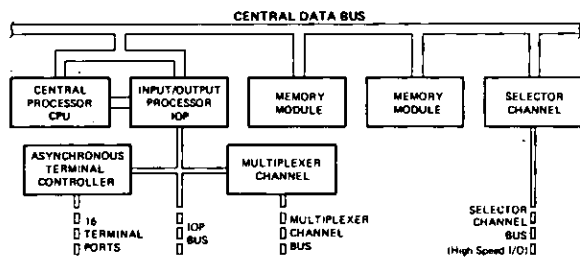 CENTRAL DATA BUS
CENTRAL
PROCESSOR
CPU
INPUT/OUTPUT
PROCESSOR
IOP
MEMORY
MODULE
MEMORY
MODULE
SELECTOR
CHANNEL
ASYNCHRONOUS
TERMINAL
CONTROLLER
MULTIPLEXER
CHANNEL
16
TERMINAL
PORTS
IOP
BUS
MULTIPLEXER
CHANNEL
BUS
SELECTOR
CHANNEL
BUS
(High Speed I/O)